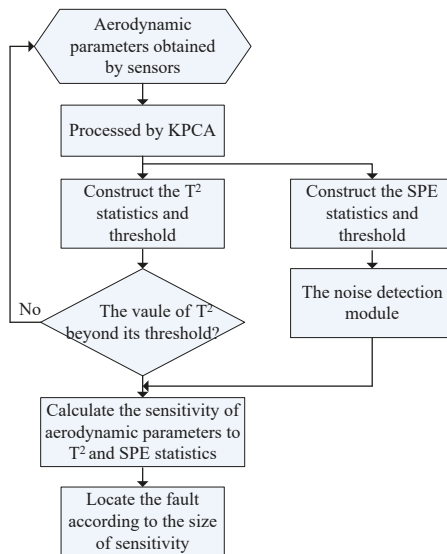 Aerodynamic
parameters obtained
by sensors
Processed by KPCA
Construct the T²
statistics and
threshold
Construct the SPE
statistics and
threshold
No
The vaule of T²
beyond its threshold?
The noise detection
module
Calculate the sensitivity of
aerodynamic parameters to
T² and SPE statistics
Locate the fault
according to the size
of sensitivity